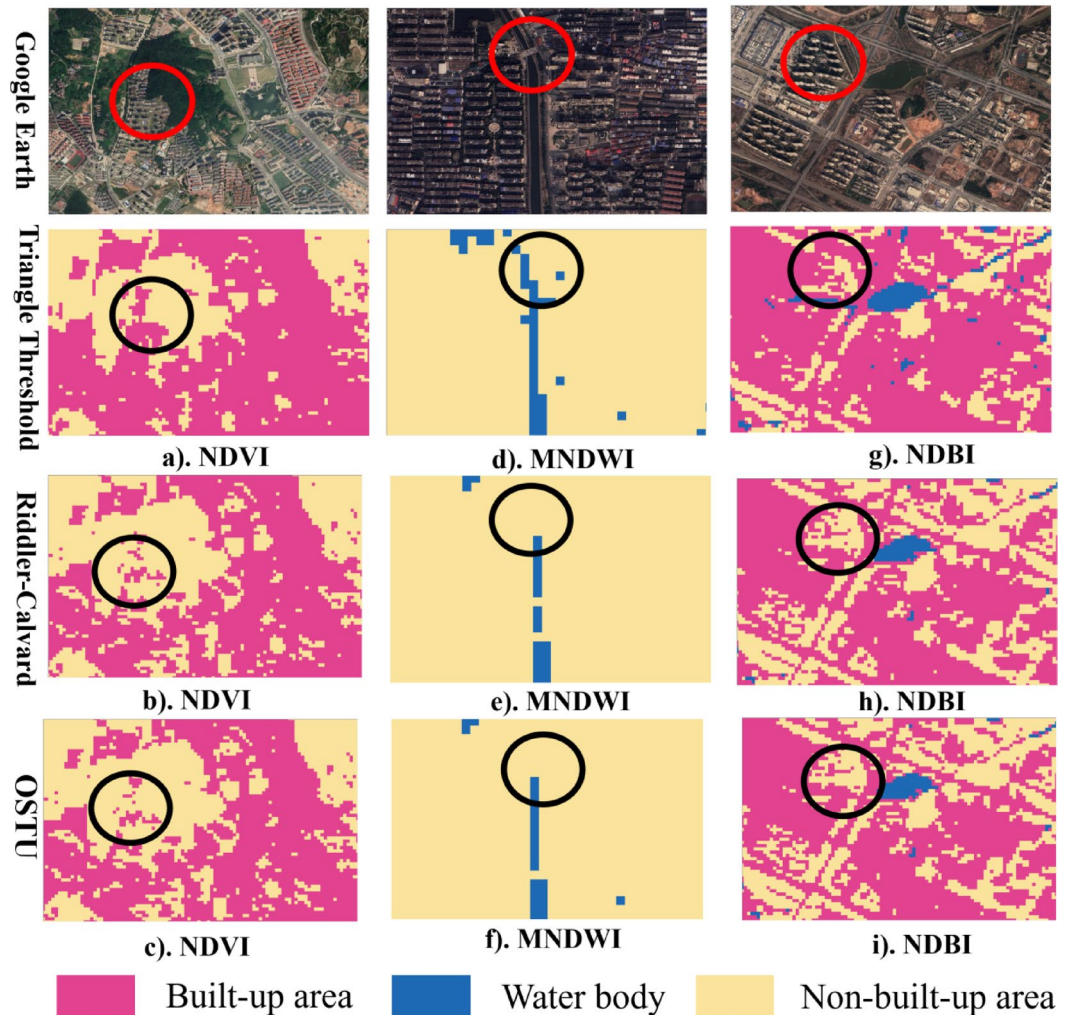 Google Earth
Triangle Threshold
a). NDVI
d). MNDWI
g). NDBI
Riddler-Calvard
b). NDVI
e). MNDWI
h). NDBI
OSTU
c). NDVI
f). MNDWI
i). NDBI
Built-up area
Water body
Non-built-up area